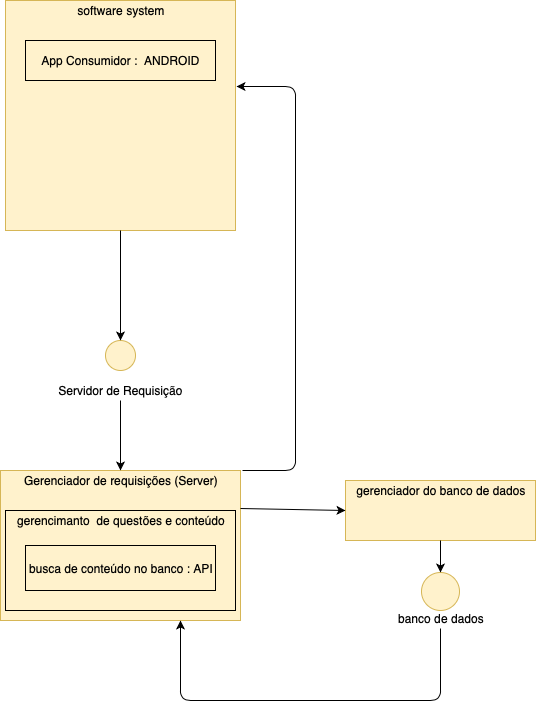 software system
App Consumidor :  ANDROID
Servidor de Requisição
Gerenciador de requisições (Server)
gerencimanto  de questões e conteúdo
busca de conteúdo no banco : API
gerenciador do banco de dados
banco de dados